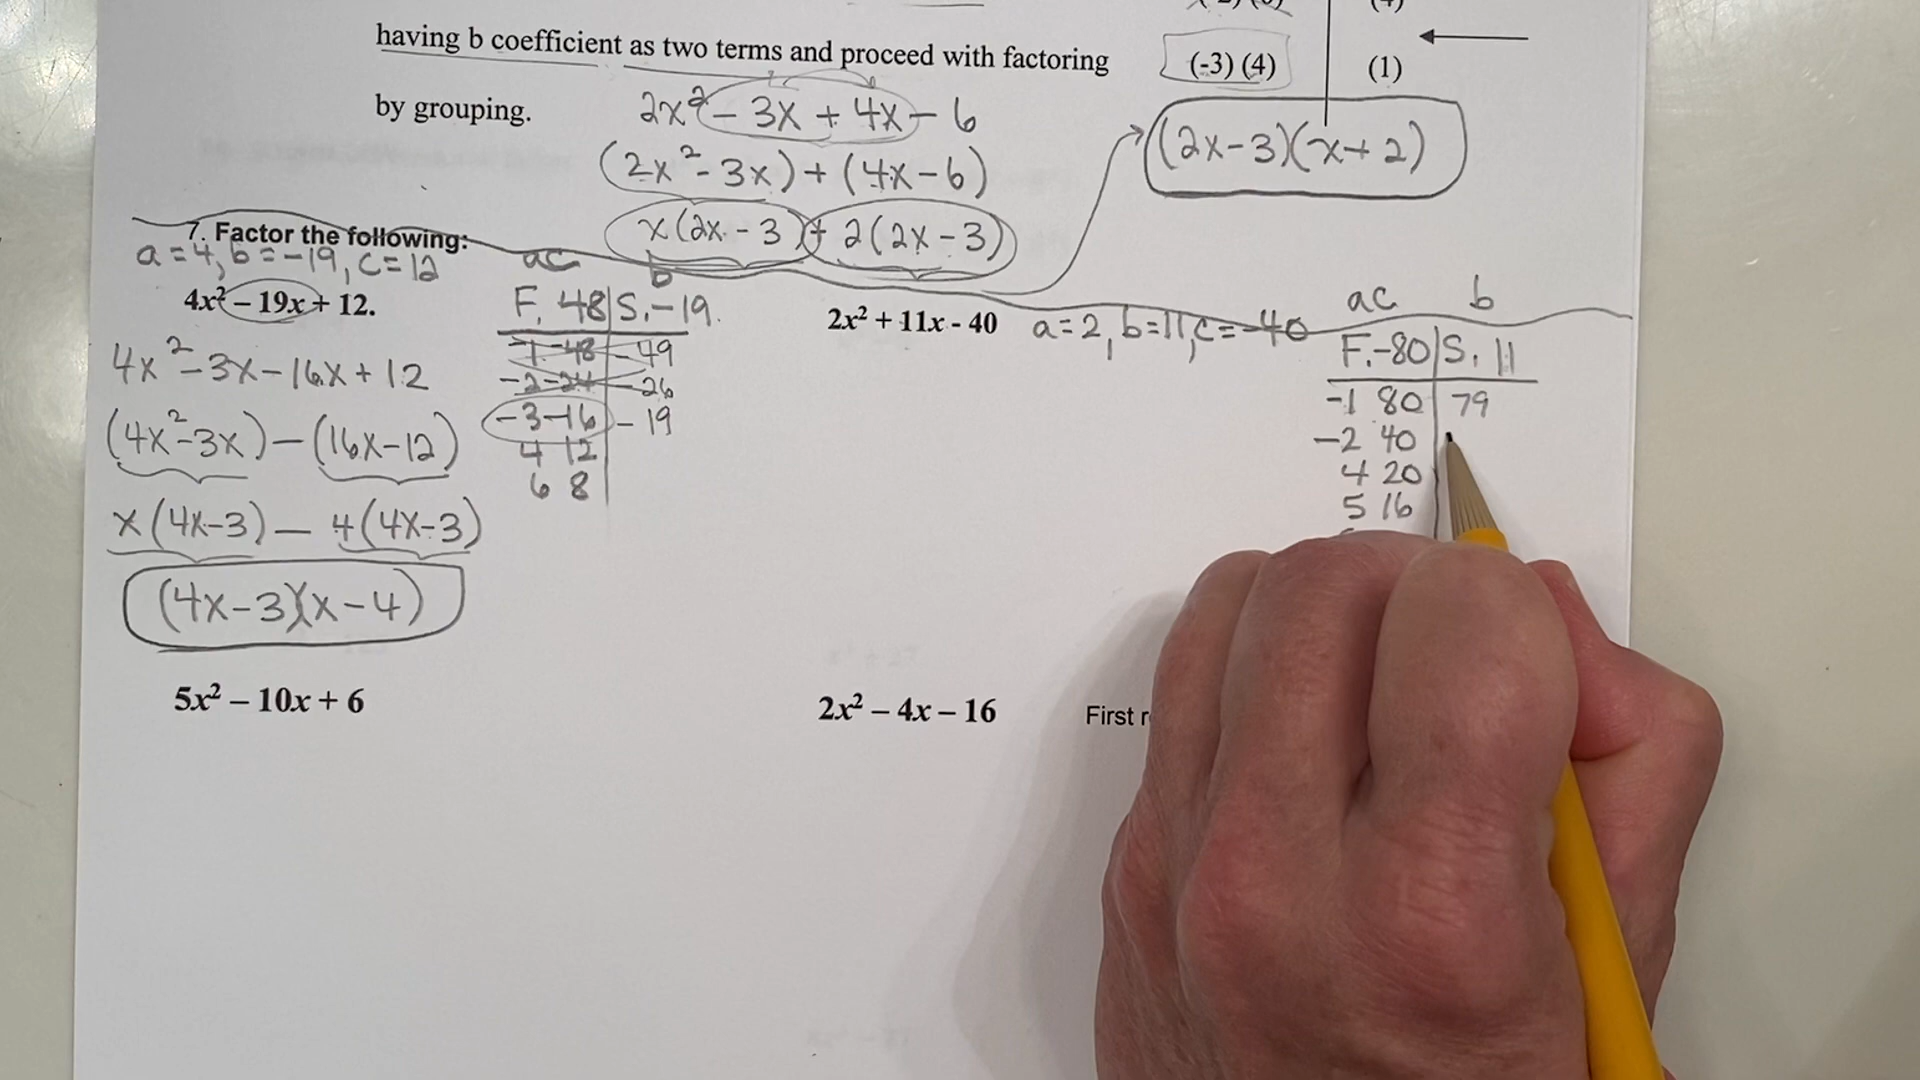 having b coefficient as two terms and proceed with factoring
by grouping.
(-3) (4) (1)
2x² - 3x + 4x - 6
(2x² - 3x) + (4x - 6)
(2x-3)(x+2)
x(2x - 3) + 2(2x - 3)
7. Factor the following:
a = 4, b = -19, c = 12
4x² – 19x + 12.
4x² - 3x - 16x + 12
(4x² - 3x) - (16x - 12)
x(4x-3) - 4(4x-3)
(4x-3)(x-4)
ac b
F. 48 S. -19.
-1 -48 -49
-2 -24 -26
-3 -16 -19
4 12
6 8
2x² + 11x - 40 a = 2, b = 11, c = -40
ac b
F. -80 S. 11
-1 80 79
-2 40
4 20
5 16
5x² – 10x + 6
2x² – 4x – 16 First